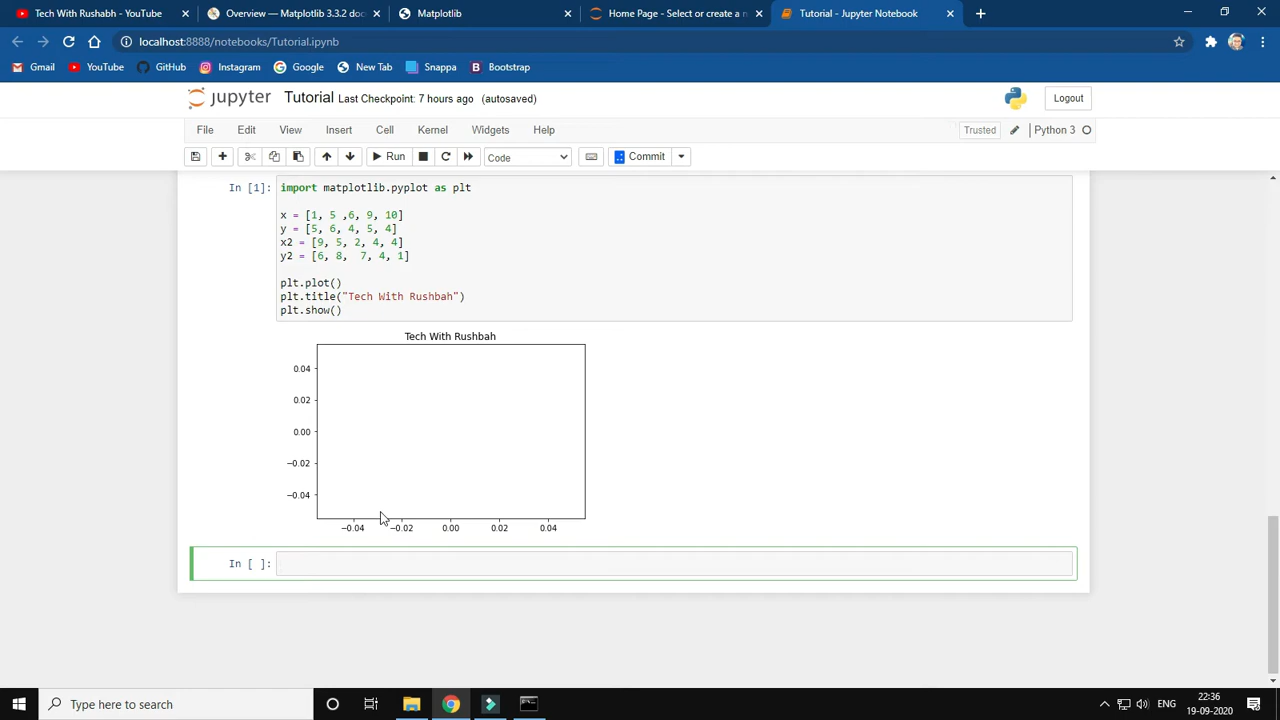 Tech With Rushabh - YouTube
Overview — Matplotlib 3.3.2 doc
Matplotlib
Home Page - Select or create a n
Tutorial - Jupyter Notebook
localhost:8888/notebooks/Tutorial.ipynb
Gmail
YouTube
GitHub
Instagram
Google
New Tab
Snappa
B
Bootstrap
jupyter
Tutorial Last Checkpoint: 7 hours ago (autosaved)
Logout
File Edit View Insert Cell Kernel Widgets Help
Trusted
Python 3
Run
Code
Commit
In [1]:
import matplotlib.pyplot as plt
x = [1, 5 ,6, 9, 10]
y = [5, 6, 4, 5, 4]
x2 = [9, 5, 2, 4, 4]
y2 = [6, 8,  7, 4, 1]
plt.plot()
plt.title("Tech With Rushbah")
plt.show()
Tech With Rushbah
0.04
0.02
0.00
−0.02
−0.04
−0.04 −0.02 0.00 0.02 0.04
In [ ]:
Type here to search
ENG
22:36
19-09-2020